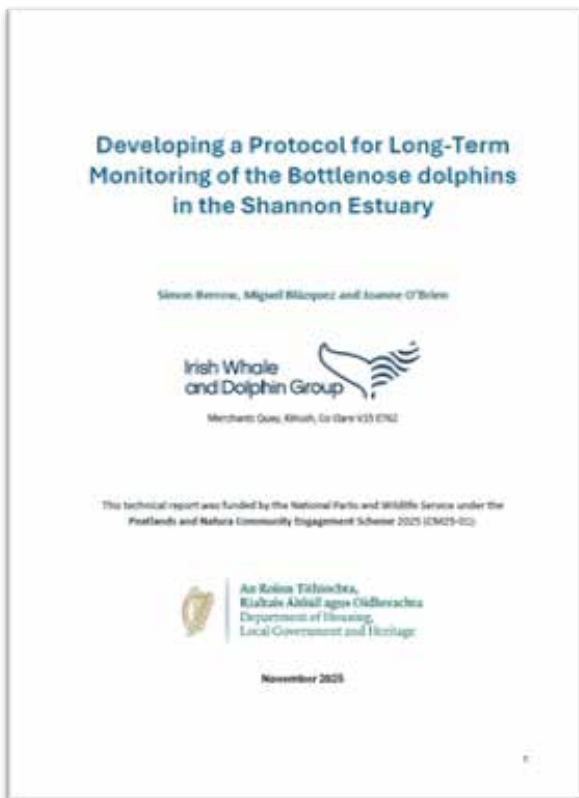 Developing a Protocol for Long-Term
Monitoring of the Bottlenose dolphins
in the Shannon Estuary
Simon Berrow, Miguel Blázquez and Joanne O'Brien
Irish Whale
and Dolphin Group
Merchants Quay, Kilrush, Co Clare V15 E762
This technical report was funded by the National Parks and Wildlife Service under the
Peatlands and Natura Community Engagement Scheme 2025 (CM25-01)
An Roinn Tithíochta,
Rialtais Áitiúil agus Oidhreachta
Department of Housing,
Local Government and Heritage
November 2025